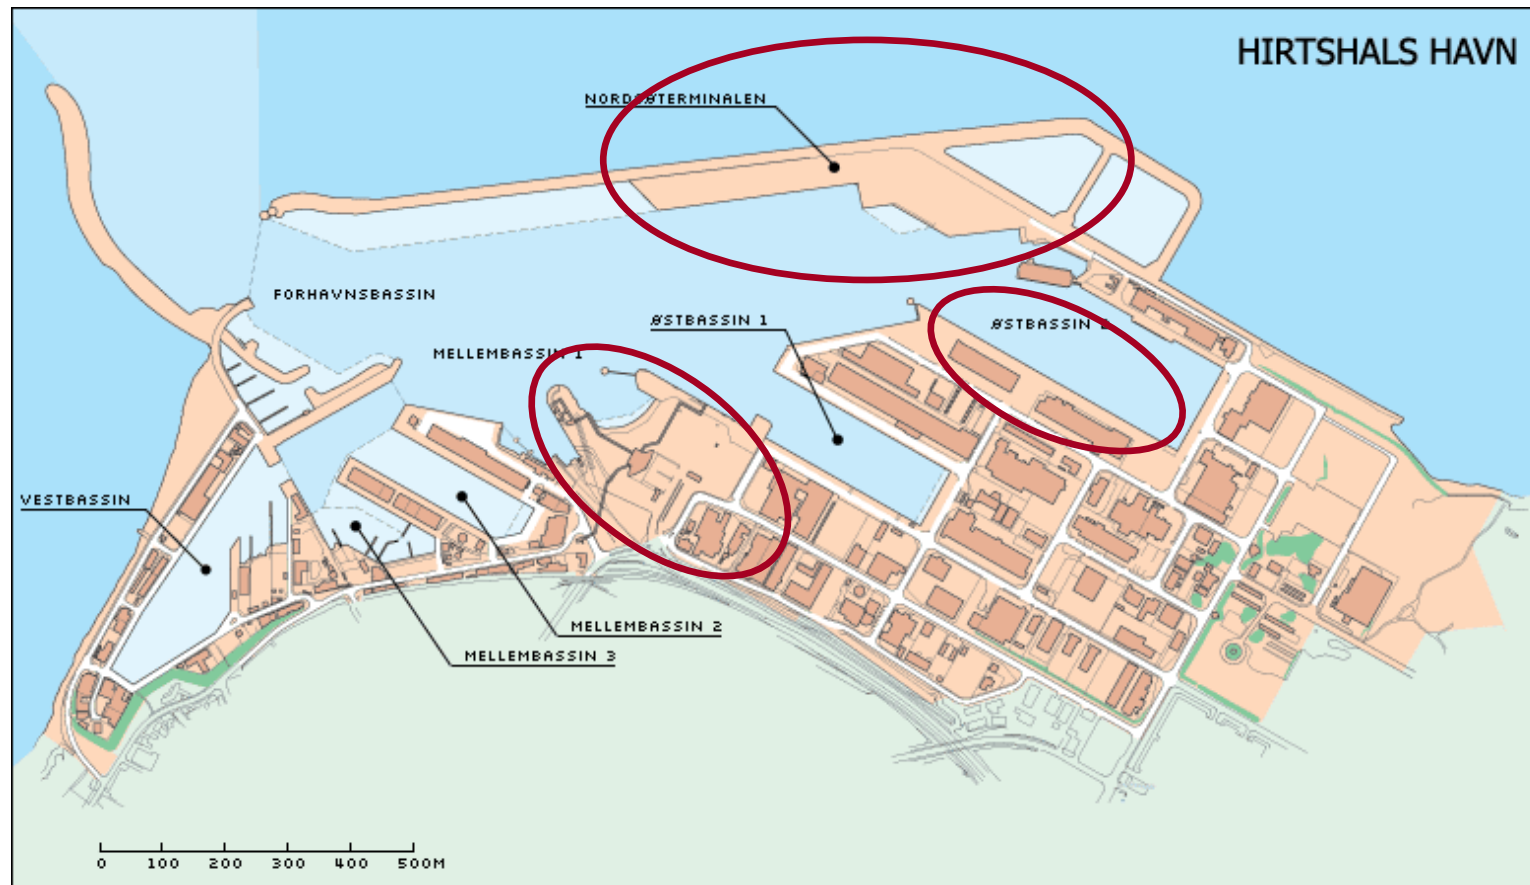 HIRTSHALS HAVN
NORDSØTERMINALEN
FORHAVNSBASSIN
ØSTBASSIN 1
ØSTBASSIN 2
MELLEMBASSIN 1
VESTBASSIN
MELLEMBASSIN 2
MELLEMBASSIN 3
0 100 200 300 400 500M